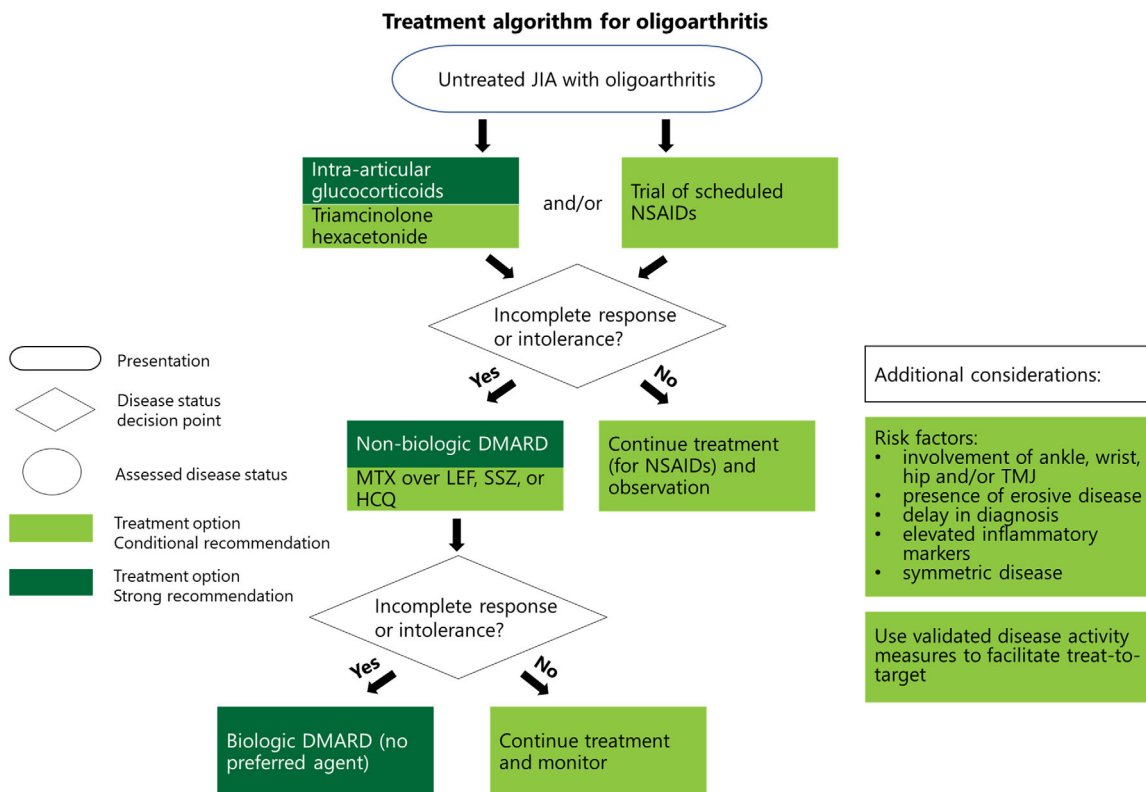 Treatment algorithm for oligoarthritis
Untreated JIA with oligoarthritis
Intra-articular
glucocorticoids
Triamcinolone
hexacetonide
and/or
Trial of scheduled
NSAIDs
Incomplete response
or intolerance?
Yes
No
Non-biologic DMARD
MTX over LEF, SSZ, or
HCQ
Continue treatment
(for NSAIDs) and
observation
Incomplete response
or intolerance?
Yes
No
Biologic DMARD (no
preferred agent)
Continue treatment
and monitor
Presentation
Disease status
decision point
Assessed disease status
Treatment option
Conditional recommendation
Treatment option
Strong recommendation
Additional considerations:
Risk factors:
• involvement of ankle, wrist,
hip and/or TMJ
• presence of erosive disease
• delay in diagnosis
• elevated inflammatory
markers
• symmetric disease
Use validated disease activity
measures to facilitate treat-to-
target